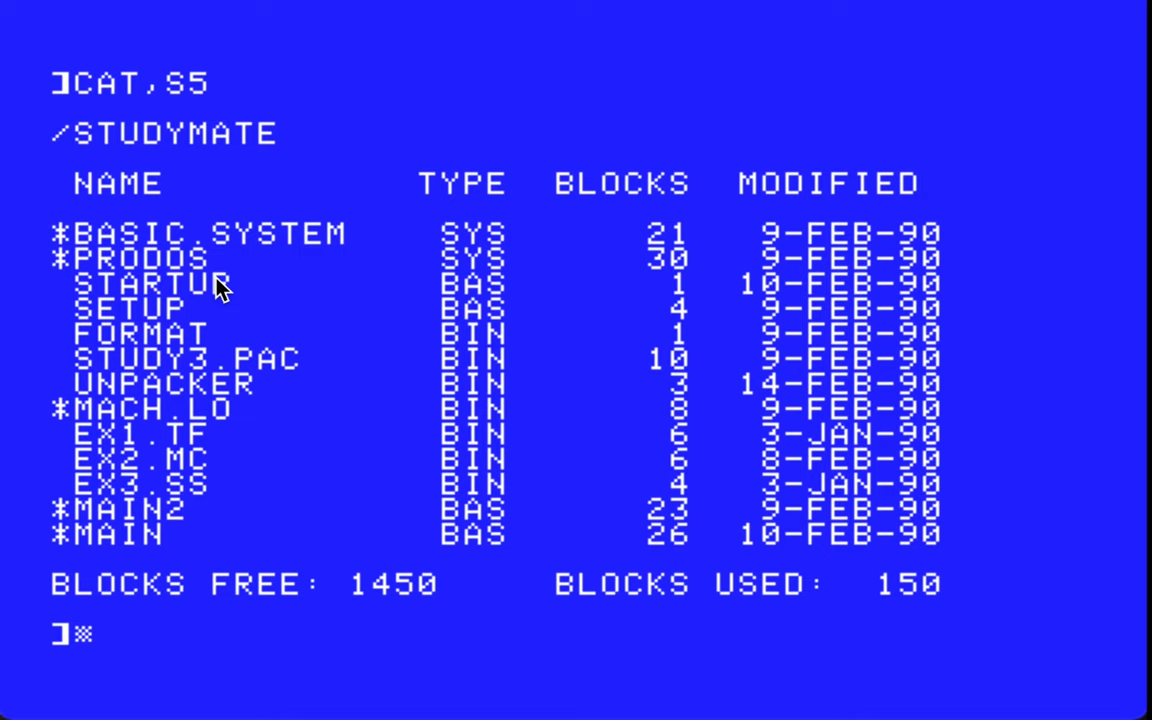 ]CAT,S5
/STUDYMATE
NAME TYPE BLOCKS MODIFIED
*BASIC.SYSTEM SYS 21 9-FEB-90
*PRODOS SYS 30 9-FEB-90
STARTUP BAS 1 10-FEB-90
SETUP BAS 4 9-FEB-90
FORMAT BIN 1 9-FEB-90
STUDY3.PAC BIN 10 9-FEB-90
UNPACKER BIN 3 14-FEB-90
*MACH.LO BIN 8 9-FEB-90
EX1.TF BIN 6 3-JAN-90
EX2.MC BIN 6 8-FEB-90
EX3.SS BIN 4 3-JAN-90
*MAIN2 BAS 23 9-FEB-90
*MAIN BAS 26 10-FEB-90
BLOCKS FREE: 1450 BLOCKS USED: 150
]